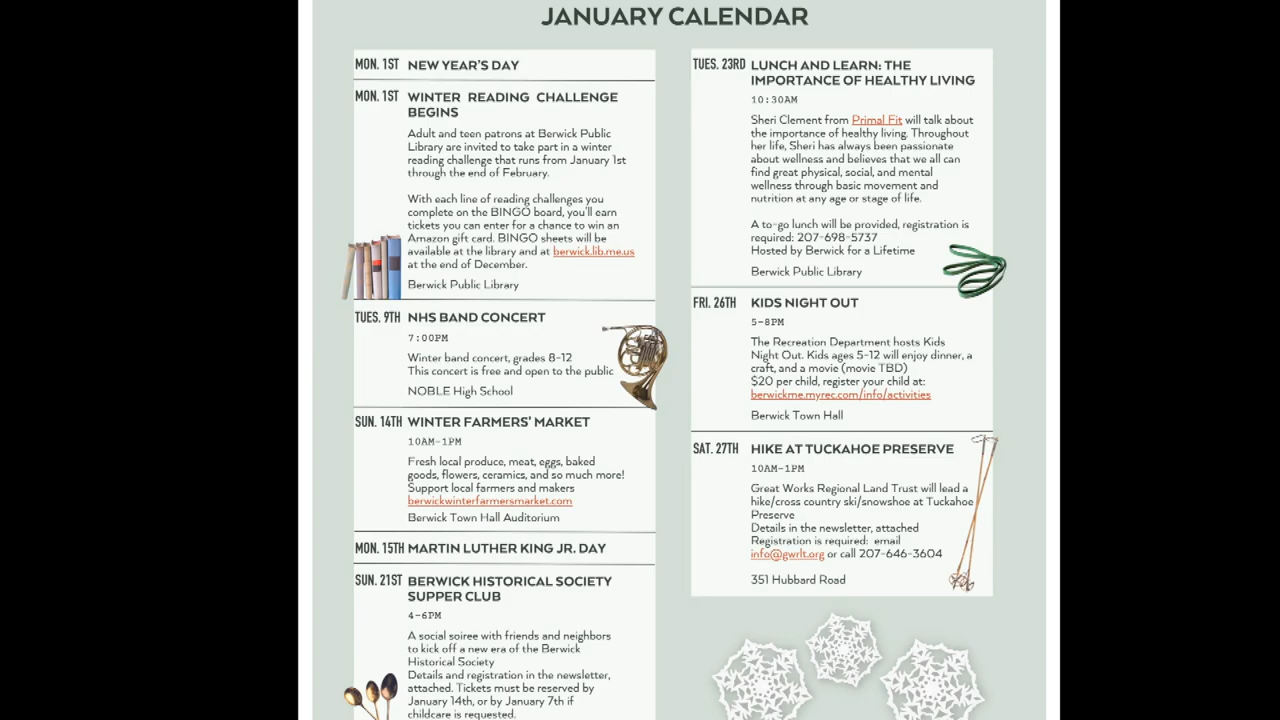 JANUARY CALENDAR
MON. 1ST NEW YEAR'S DAY
MON. 1ST WINTER READING CHALLENGE
BEGINS
Adult and teen patrons at Berwick Public
Library are invited to take part in a winter
reading challenge that runs from January 1st
through the end of February.
With each line of reading challenges you
complete on the BINGO board, you'll earn
tickets you can enter for a chance to win an
Amazon gift card. BINGO sheets will be
available at the library and at berwick.lib.me.us
at the end of December.
Berwick Public Library
TUES. 9TH NHS BAND CONCERT
7:00PM
Winter band concert, grades 8-12
This concert is free and open to the public
NOBLE High School
SUN. 14TH WINTER FARMERS' MARKET
10AM-1PM
Fresh local produce, meat, eggs, baked
goods, flowers, ceramics, and so much more!
Support local farmers and makers
berwickwinterfarmersmarket.com
Berwick Town Hall Auditorium
MON. 15TH MARTIN LUTHER KING JR. DAY
SUN. 21ST BERWICK HISTORICAL SOCIETY
SUPPER CLUB
4-6PM
A social soiree with friends and neighbors
to kick off a new era of the Berwick
Historical Society
Details and registration in the newsletter,
attached. Tickets must be reserved by
January 14th, or by January 7th if
childcare is requested.
TUES. 23RD LUNCH AND LEARN: THE
IMPORTANCE OF HEALTHY LIVING
10:30AM
Sheri Clement from Primal Fit will talk about
the importance of healthy living. Throughout
her life, Sheri has always been passionate
about wellness and believes that we all can
find great physical, social, and mental
wellness through basic movement and
nutrition at any age or stage of life.
A to-go lunch will be provided, registration is
required: 207-698-5737
Hosted by Berwick for a Lifetime
Berwick Public Library
FRI. 26TH KIDS NIGHT OUT
5-8PM
The Recreation Department hosts Kids
Night Out. Kids ages 5-12 will enjoy dinner, a
craft, and a movie (movie TBD)
$20 per child, register your child at:
berwickme.myrec.com/info/activities
Berwick Town Hall
SAT. 27TH HIKE AT TUCKAHOE PRESERVE
10AM-1PM
Great Works Regional Land Trust will lead a
hike/cross country ski/snowshoe at Tuckahoe
Preserve
Details in the newsletter, attached
Registration is required: email
info@gwrlt.org or call 207-646-3604
351 Hubbard Road